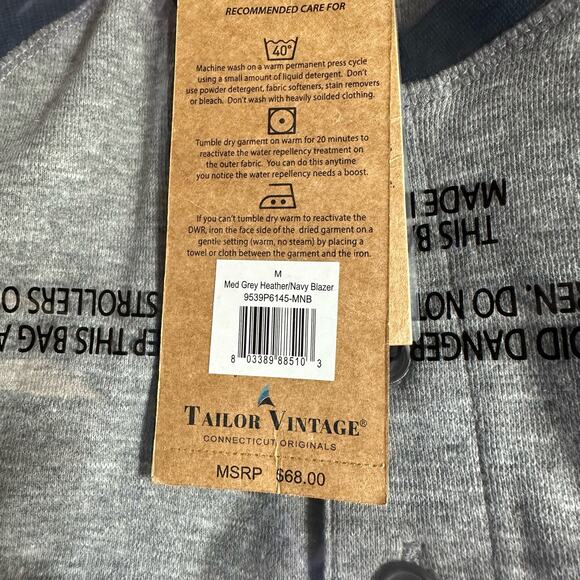 RECOMMENDED CARE FOR
40°
Machine wash on a warm permanent press cycle
using a small amount of liquid detergent. Don't
use powder detergent, fabric softeners, stain removers
or bleach. Don't wash with heavily soilded clothing.
Tumble dry garment on warm for 20 minutes to
reactivate the water repellency treatment on
the outer fabric. You can do this anytime
you notice the water repellency needs a boost.
If you can't tumble dry warm to reactivate the
DWR, iron the face side of the dried garment on a
gentle setting (warm, no steam) by placing a
towel or cloth between the garment and the iron.
M
Med Grey Heather/Navy Blazer
9539P6145-MNB
8 03389 88510 3
TAILOR VINTAGE®
CONNECTICUT ORIGINALS
MSRP $68.00
DANGER
THIS BAG A
EN. DO NOT
STROLLERS O
THIS B
MADE I